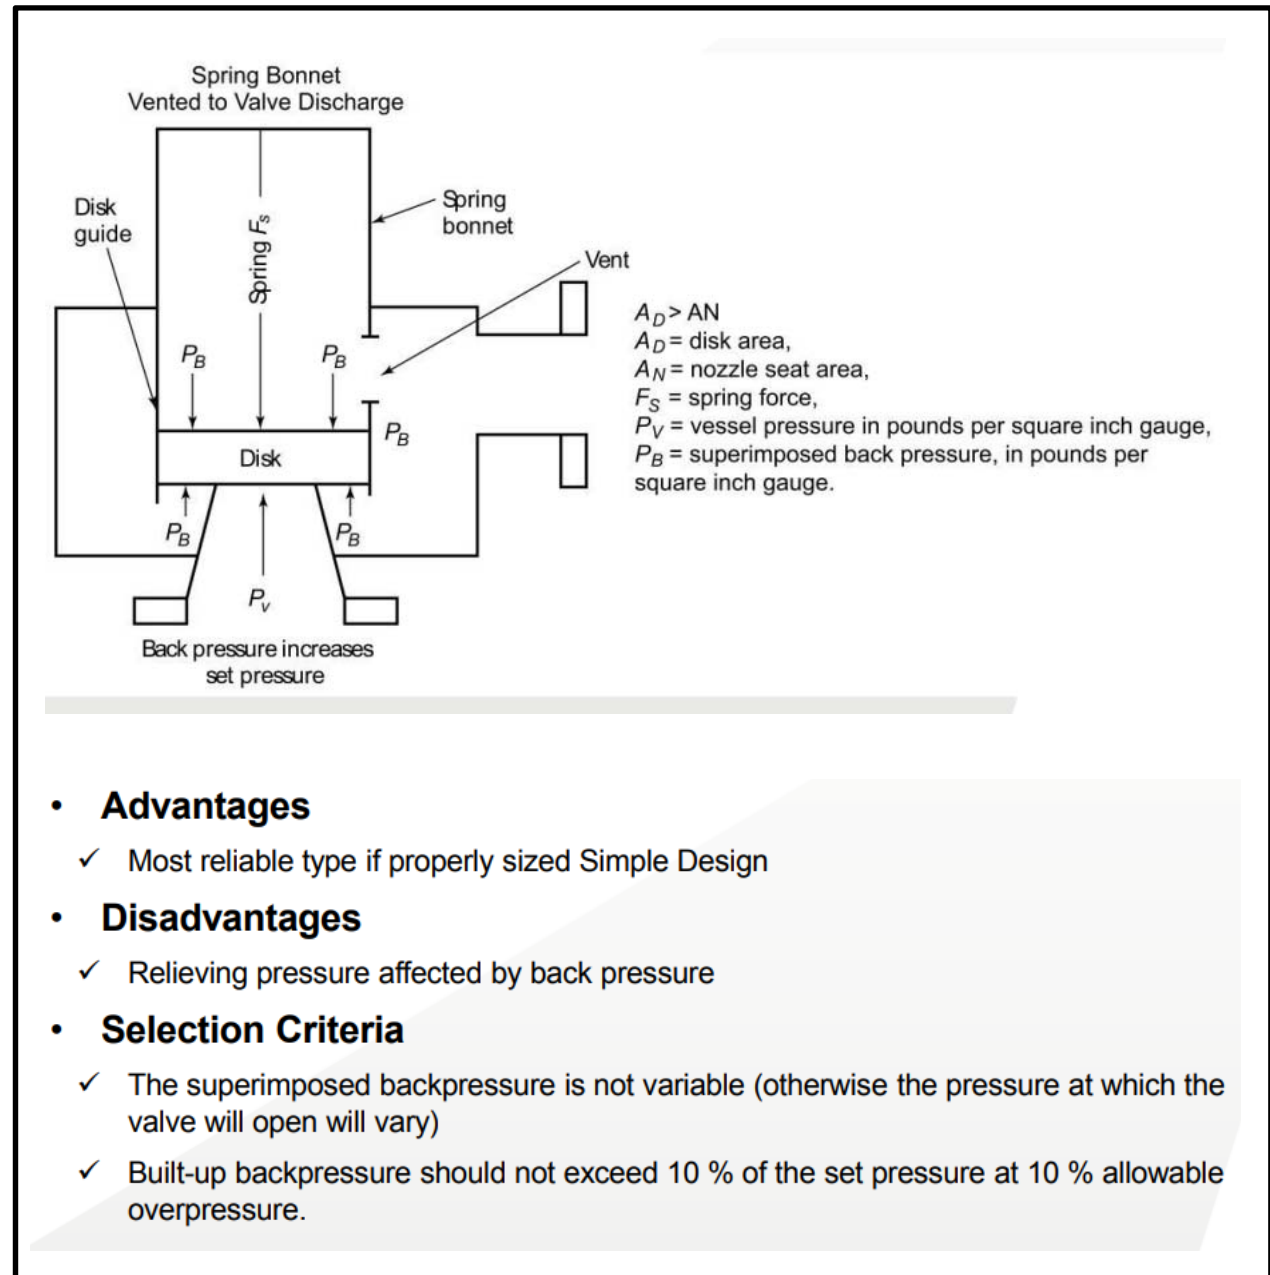 Spring Bonnet
Vented to Valve Discharge
Disk
guide
Spring Fs
Spring
bonnet
Vent
PB
PB
PB
Disk
PB
PB
Pv
Back pressure increases
set pressure
AD > AN
AD = disk area,
AN = nozzle seat area,
FS = spring force,
PV = vessel pressure in pounds per square inch gauge,
PB = superimposed back pressure, in pounds per
square inch gauge.
• Advantages
✓ Most reliable type if properly sized Simple Design
• Disadvantages
✓ Relieving pressure affected by back pressure
• Selection Criteria
✓ The superimposed backpressure is not variable (otherwise the pressure at which the
valve will open will vary)
✓ Built-up backpressure should not exceed 10 % of the set pressure at 10 % allowable
overpressure.